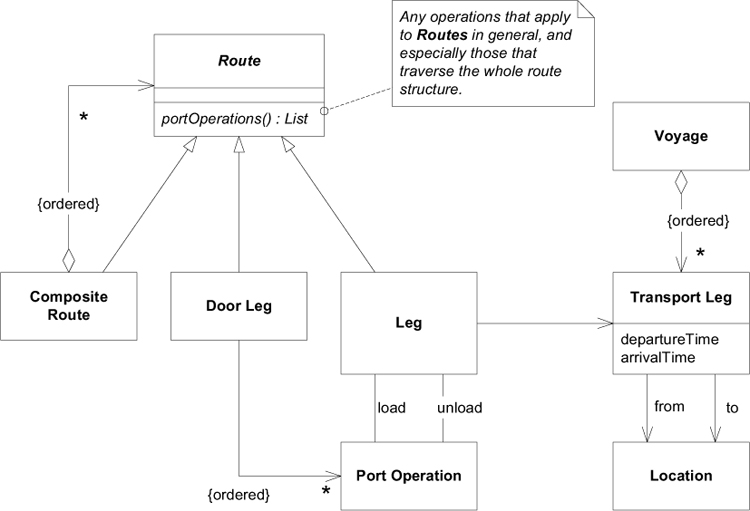 Route
portOperations() : List
Any operations that apply
to Routes in general, and
especially those that
traverse the whole route
structure.
*
{ordered}
Voyage
{ordered}
*
Composite
Route
Door Leg
Leg
Transport Leg
departureTime
arrivalTime
load
unload
from
to
{ordered}
*
Port Operation
Location